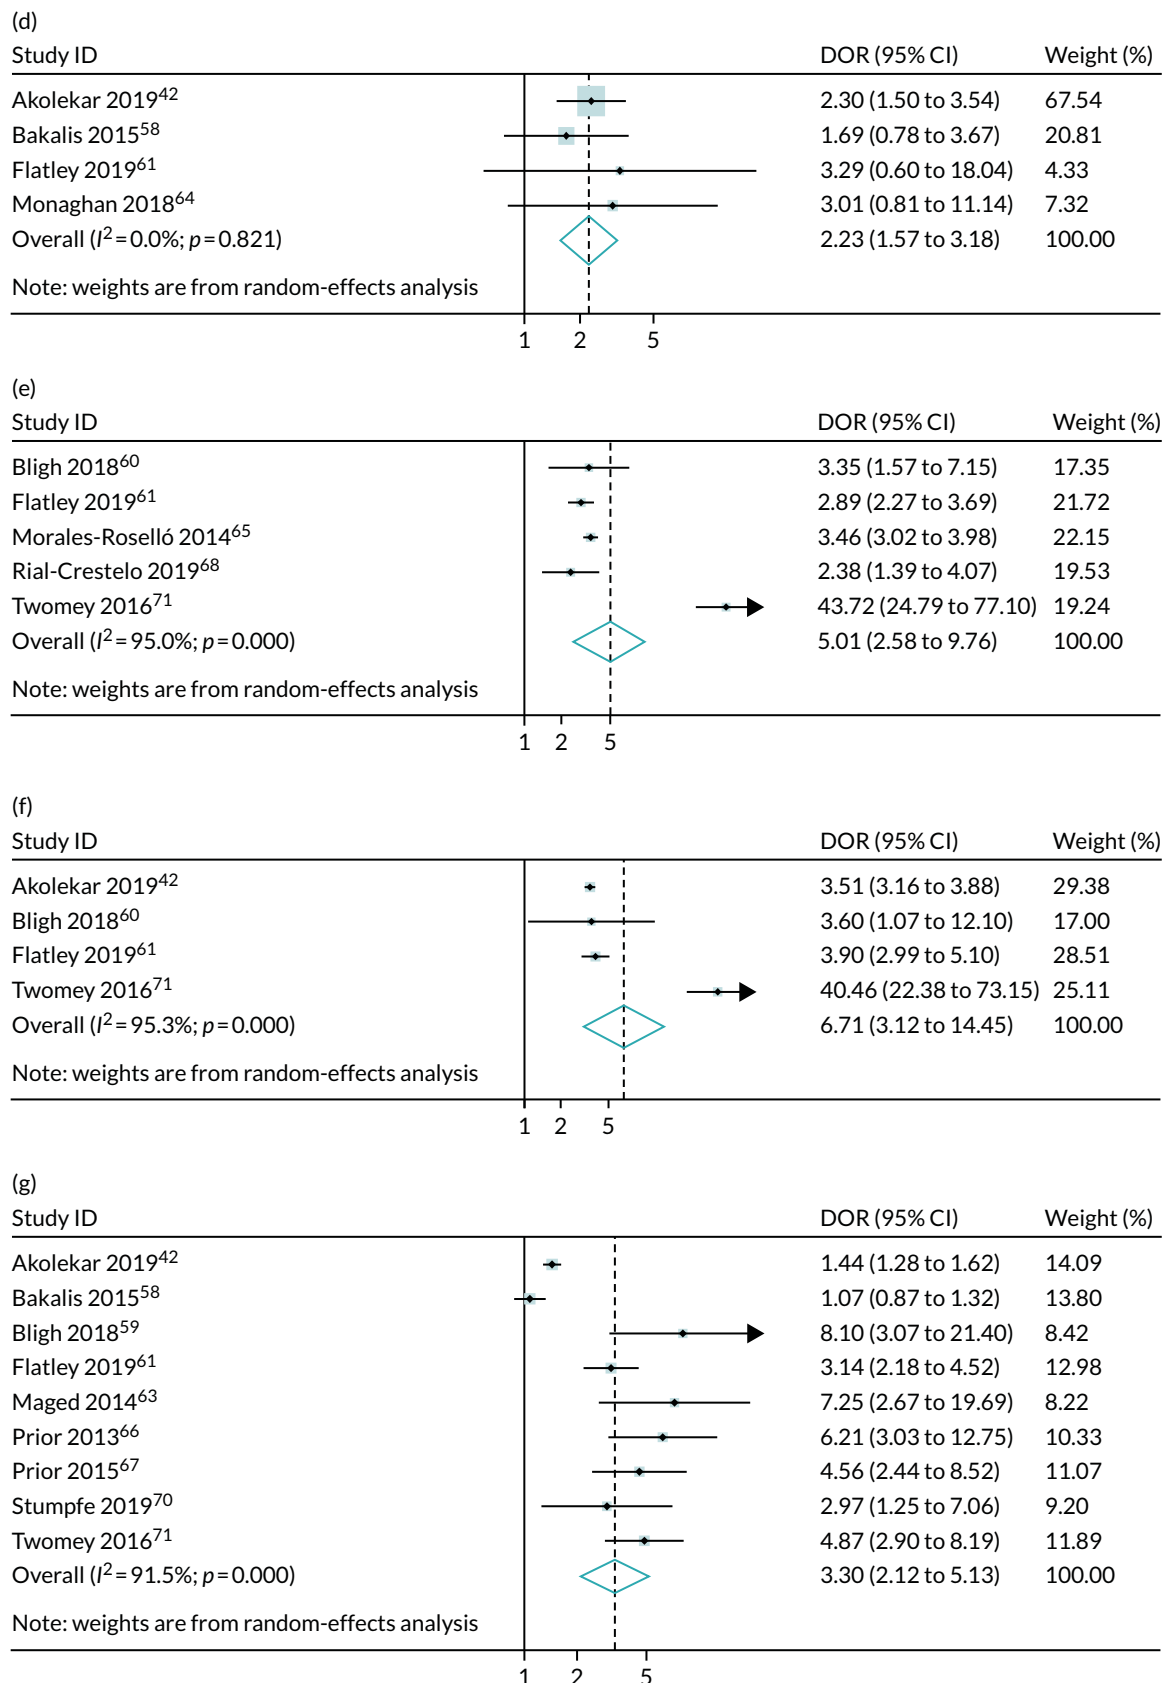 (d)
Study ID DOR (95% CI) Weight (%)
Akolekar 2019⁴² 2.30 (1.50 to 3.54) 67.54
Bakalis 2015⁵⁸ 1.69 (0.78 to 3.67) 20.81
Flatley 2019⁶¹ 3.29 (0.60 to 18.04) 4.33
Monaghan 2018⁶⁴ 3.01 (0.81 to 11.14) 7.32
Overall (I² = 0.0%; p = 0.821) 2.23 (1.57 to 3.18) 100.00
Note: weights are from random-effects analysis
1 2 5
(e)
Study ID DOR (95% CI) Weight (%)
Bligh 2018⁶⁰ 3.35 (1.57 to 7.15) 17.35
Flatley 2019⁶¹ 2.89 (2.27 to 3.69) 21.72
Morales-Roselló 2014⁶⁵ 3.46 (3.02 to 3.98) 22.15
Rial-Crestelo 2019⁶⁸ 2.38 (1.39 to 4.07) 19.53
Twomey 2016⁷¹ 43.72 (24.79 to 77.10) 19.24
Overall (I² = 95.0%; p = 0.000) 5.01 (2.58 to 9.76) 100.00
Note: weights are from random-effects analysis
1 2 5
(f)
Study ID DOR (95% CI) Weight (%)
Akolekar 2019⁴² 3.51 (3.16 to 3.88) 29.38
Bligh 2018⁶⁰ 3.60 (1.07 to 12.10) 17.00
Flatley 2019⁶¹ 3.90 (2.99 to 5.10) 28.51
Twomey 2016⁷¹ 40.46 (22.38 to 73.15) 25.11
Overall (I² = 95.3%; p = 0.000) 6.71 (3.12 to 14.45) 100.00
Note: weights are from random-effects analysis
1 2 5
(g)
Study ID DOR (95% CI) Weight (%)
Akolekar 2019⁴² 1.44 (1.28 to 1.62) 14.09
Bakalis 2015⁵⁸ 1.07 (0.87 to 1.32) 13.80
Bligh 2018⁵⁹ 8.10 (3.07 to 21.40) 8.42
Flatley 2019⁶¹ 3.14 (2.18 to 4.52) 12.98
Maged 2014⁶³ 7.25 (2.67 to 19.69) 8.22
Prior 2013⁶⁶ 6.21 (3.03 to 12.75) 10.33
Prior 2015⁶⁷ 4.56 (2.44 to 8.52) 11.07
Stumpfe 2019⁷⁰ 2.97 (1.25 to 7.06) 9.20
Twomey 2016⁷¹ 4.87 (2.90 to 8.19) 11.89
Overall (I² = 91.5%; p = 0.000) 3.30 (2.12 to 5.13) 100.00
Note: weights are from random-effects analysis
1 2 5